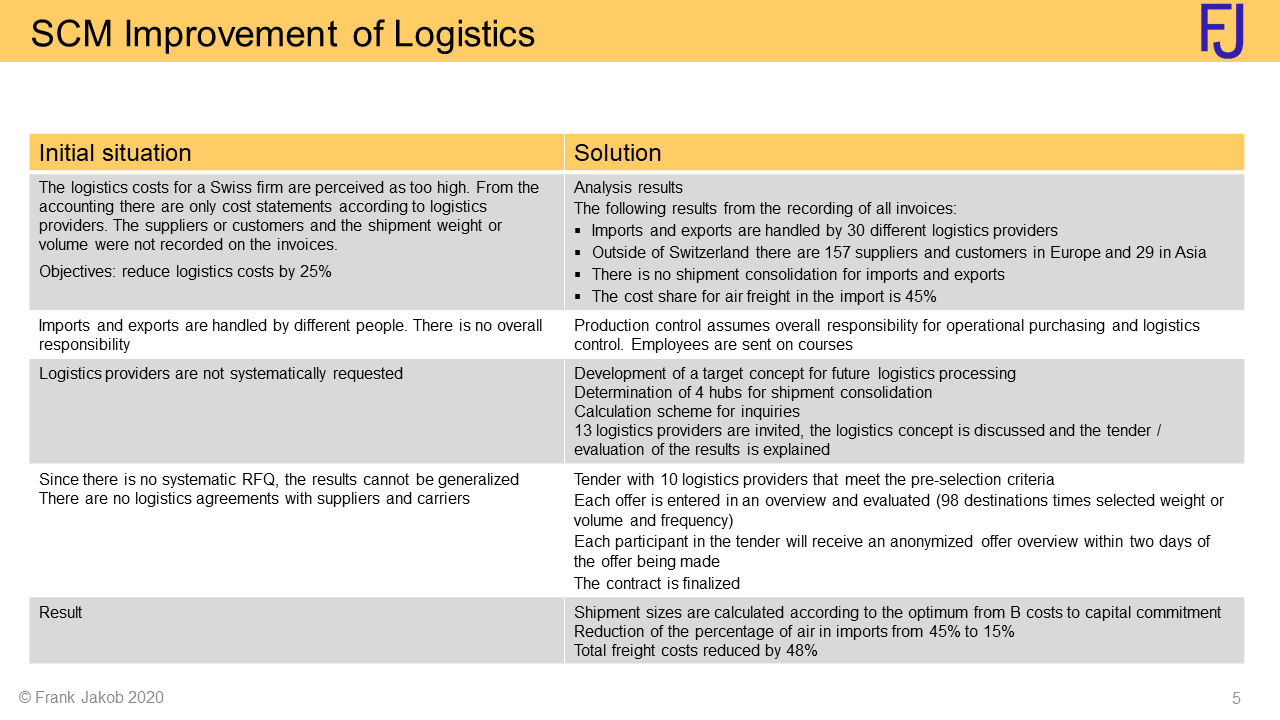 SCM Improvement of Logistics
FJ
Initial situation
Solution
The logistics costs for a Swiss firm are perceived as too high. From the
accounting there are only cost statements according to logistics
providers. The suppliers or customers and the shipment weight or
volume were not recorded on the invoices.
Objectives: reduce logistics costs by 25%
Analysis results
The following results from the recording of all invoices:
▪ Imports and exports are handled by 30 different logistics providers
▪ Outside of Switzerland there are 157 suppliers and customers in Europe and 29 in Asia
▪ There is no shipment consolidation for imports and exports
▪ The cost share for air freight in the import is 45%
Imports and exports are handled by different people. There is no overall
responsibility
Production control assumes overall responsibility for operational purchasing and logistics
control. Employees are sent on courses
Logistics providers are not systematically requested
Development of a target concept for future logistics processing
Determination of 4 hubs for shipment consolidation
Calculation scheme for inquiries
13 logistics providers are invited, the logistics concept is discussed and the tender /
evaluation of the results is explained
Since there is no systematic RFQ, the results cannot be generalized
There are no logistics agreements with suppliers and carriers
Tender with 10 logistics providers that meet the pre-selection criteria
Each offer is entered in an overview and evaluated (98 destinations times selected weight or
volume and frequency)
Each participant in the tender will receive an anonymized offer overview within two days of
the offer being made
The contract is finalized
Result
Shipment sizes are calculated according to the optimum from B costs to capital commitment
Reduction of the percentage of air in imports from 45% to 15%
Total freight costs reduced by 48%
© Frank Jakob 2020
5